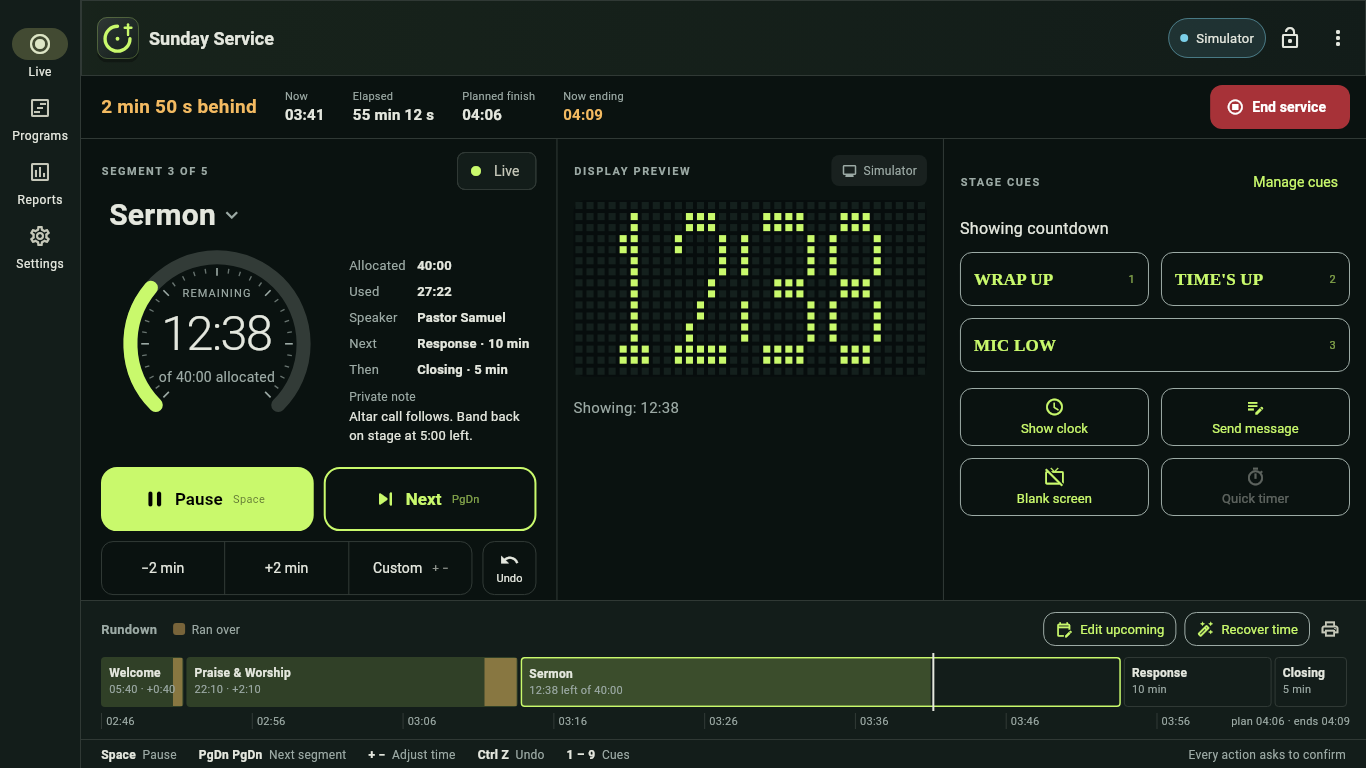 Live
Programs
Reports
Settings
Sunday Service
Simulator
2 min 50 s behind
Now
03:41
Elapsed
55 min 12 s
Planned finish
04:06
Now ending
04:09
End service
SEGMENT 3 OF 5
Live
Sermon
REMAINING
12:38
of 40:00 allocated
Allocated 40:00
Used 27:22
Speaker Pastor Samuel
Next Response · 10 min
Then Closing · 5 min
Private note
Altar call follows. Band back
on stage at 5:00 left.
Pause Space
Next PgDn
−2 min
+2 min
Custom + −
Undo
DISPLAY PREVIEW
Simulator
12:38
Showing: 12:38
STAGE CUES
Manage cues
Showing countdown
WRAP UP 1
TIME'S UP 2
MIC LOW 3
Show clock
Send message
Blank screen
Quick timer
Rundown
Ran over
Edit upcoming
Recover time
Welcome
05:40 · +0:40
Praise & Worship
22:10 · +2:10
Sermon
12:38 left of 40:00
Response
10 min
Closing
5 min
02:46 02:56 03:06 03:16 03:26 03:36 03:46 03:56 plan 04:06 · ends 04:09
Space Pause PgDn PgDn Next segment + − Adjust time Ctrl Z Undo 1 – 9 Cues Every action asks to confirm